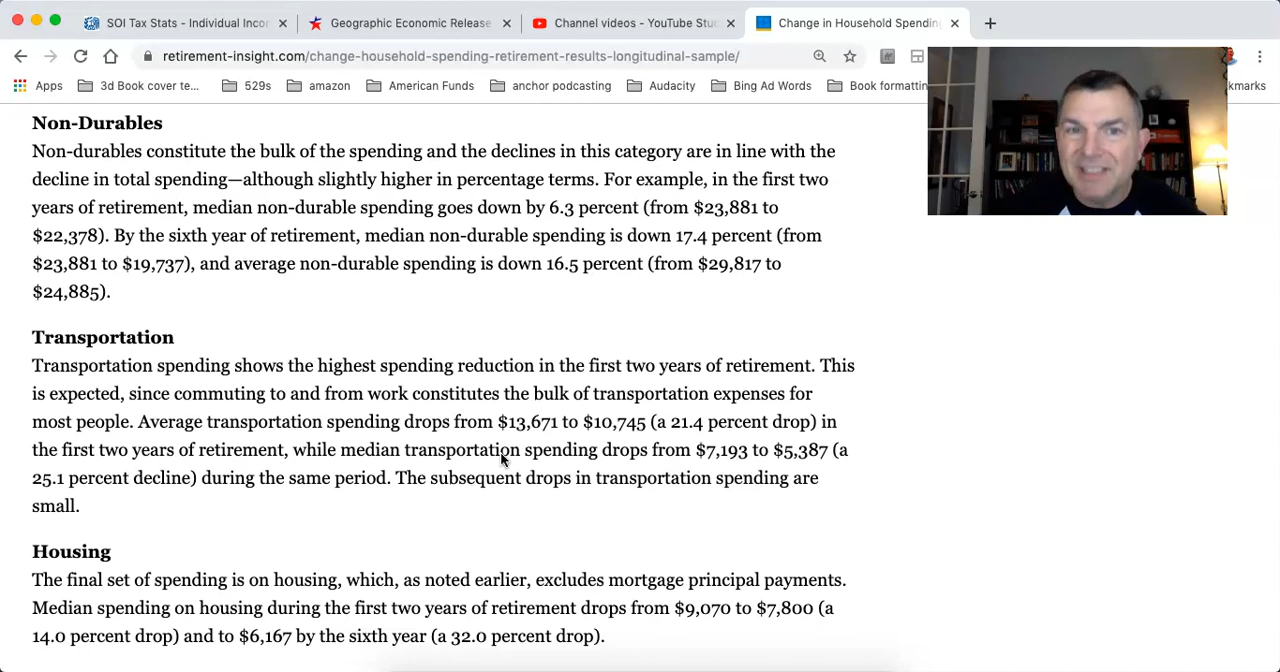 SOI Tax Stats - Individual Incor
Geographic Economic Release
Channel videos - YouTube Stu
Change in Household Spending
retirement-insight.com/change-household-spending-retirement-results-longitudinal-sample/
Apps 3d Book cover te... 529s amazon American Funds anchor podcasting Audacity Bing Ad Words Book formattin kmarks
Non-Durables
Non-durables constitute the bulk of the spending and the declines in this category are in line with the
decline in total spending—although slightly higher in percentage terms. For example, in the first two
years of retirement, median non-durable spending goes down by 6.3 percent (from $23,881 to
$22,378). By the sixth year of retirement, median non-durable spending is down 17.4 percent (from
$23,881 to $19,737), and average non-durable spending is down 16.5 percent (from $29,817 to
$24,885).
Transportation
Transportation spending shows the highest spending reduction in the first two years of retirement. This
is expected, since commuting to and from work constitutes the bulk of transportation expenses for
most people. Average transportation spending drops from $13,671 to $10,745 (a 21.4 percent drop) in
the first two years of retirement, while median transportation spending drops from $7,193 to $5,387 (a
25.1 percent decline) during the same period. The subsequent drops in transportation spending are
small.
Housing
The final set of spending is on housing, which, as noted earlier, excludes mortgage principal payments.
Median spending on housing during the first two years of retirement drops from $9,070 to $7,800 (a
14.0 percent drop) and to $6,167 by the sixth year (a 32.0 percent drop).